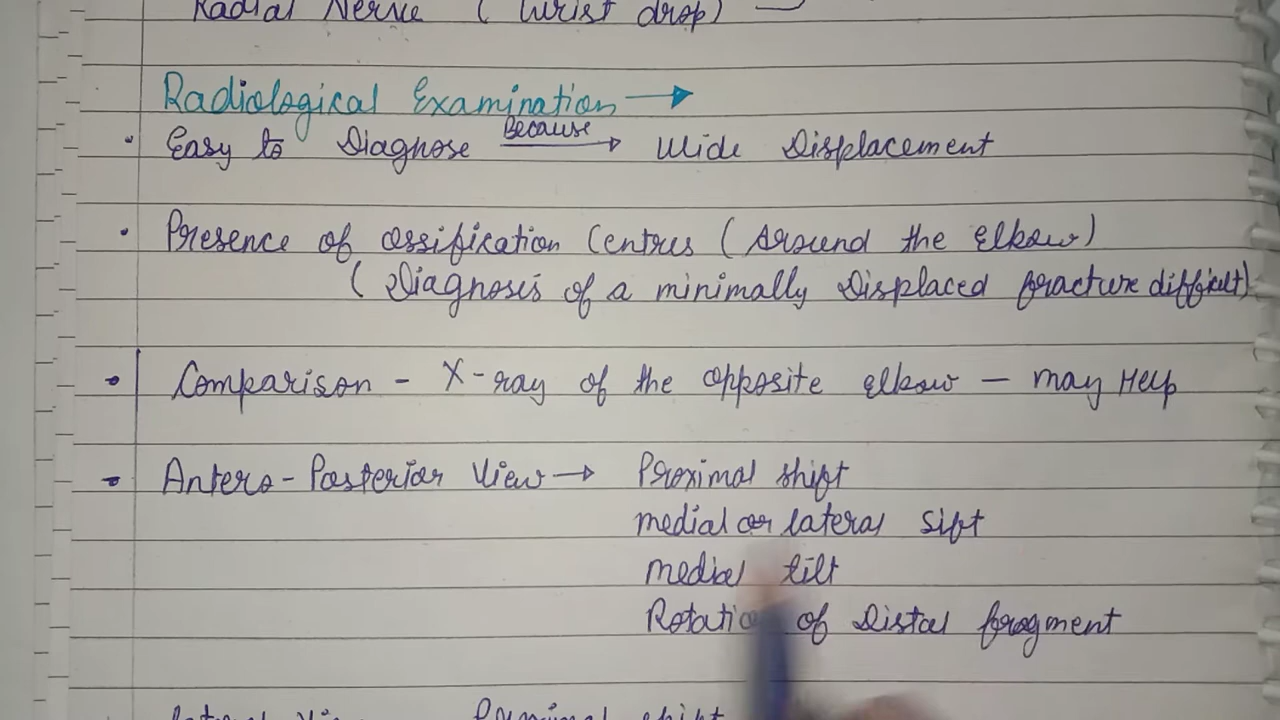 Radial Nerve (Wrist drop)
Radiological Examination →
• Easy to Diagnose Because → Wide Displacement
• Presence of ossification Centres (Around the Elbow)
(Diagnosis of a minimally Displaced fracture difficult)
• Comparison - X-ray of the opposite elbow - may Help
• Antero-Posterior View → Proximal shift
medial or lateral sift
medial tilt
Rotation of Distal fragment
Proximal shift